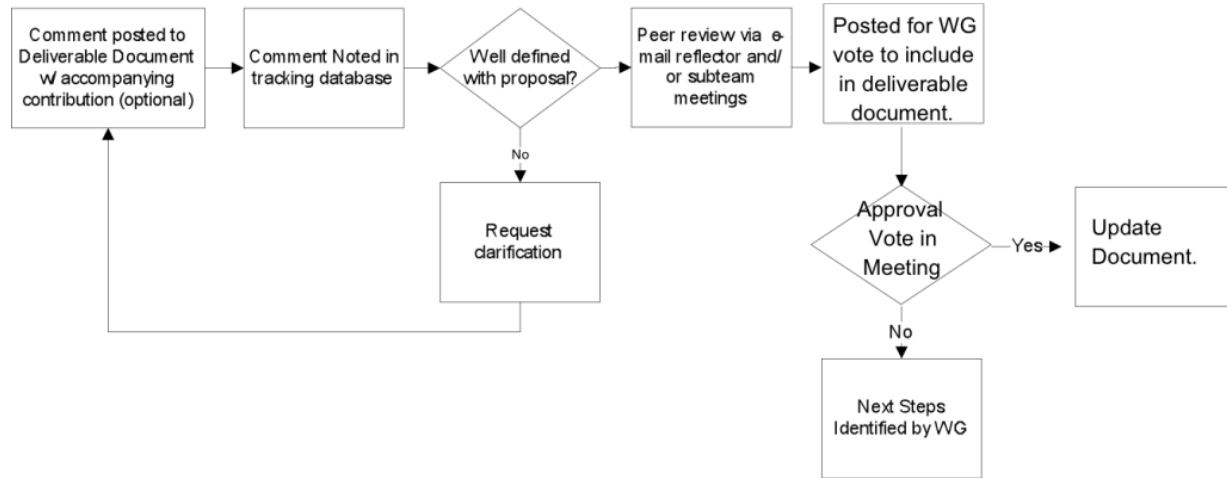 Comment posted to
Deliverable Document
w/ accompanying
contribution (optional)
Comment Noted in
tracking database
Well defined
with proposal?
Peer review via e-
mail reflector and/
or subteam
meetings
Posted for WG
vote to include
in deliverable
document.
No
Request
clarification
Approval
Vote in
Meeting
Yes
Update
Document.
No
Next Steps
Identified by WG